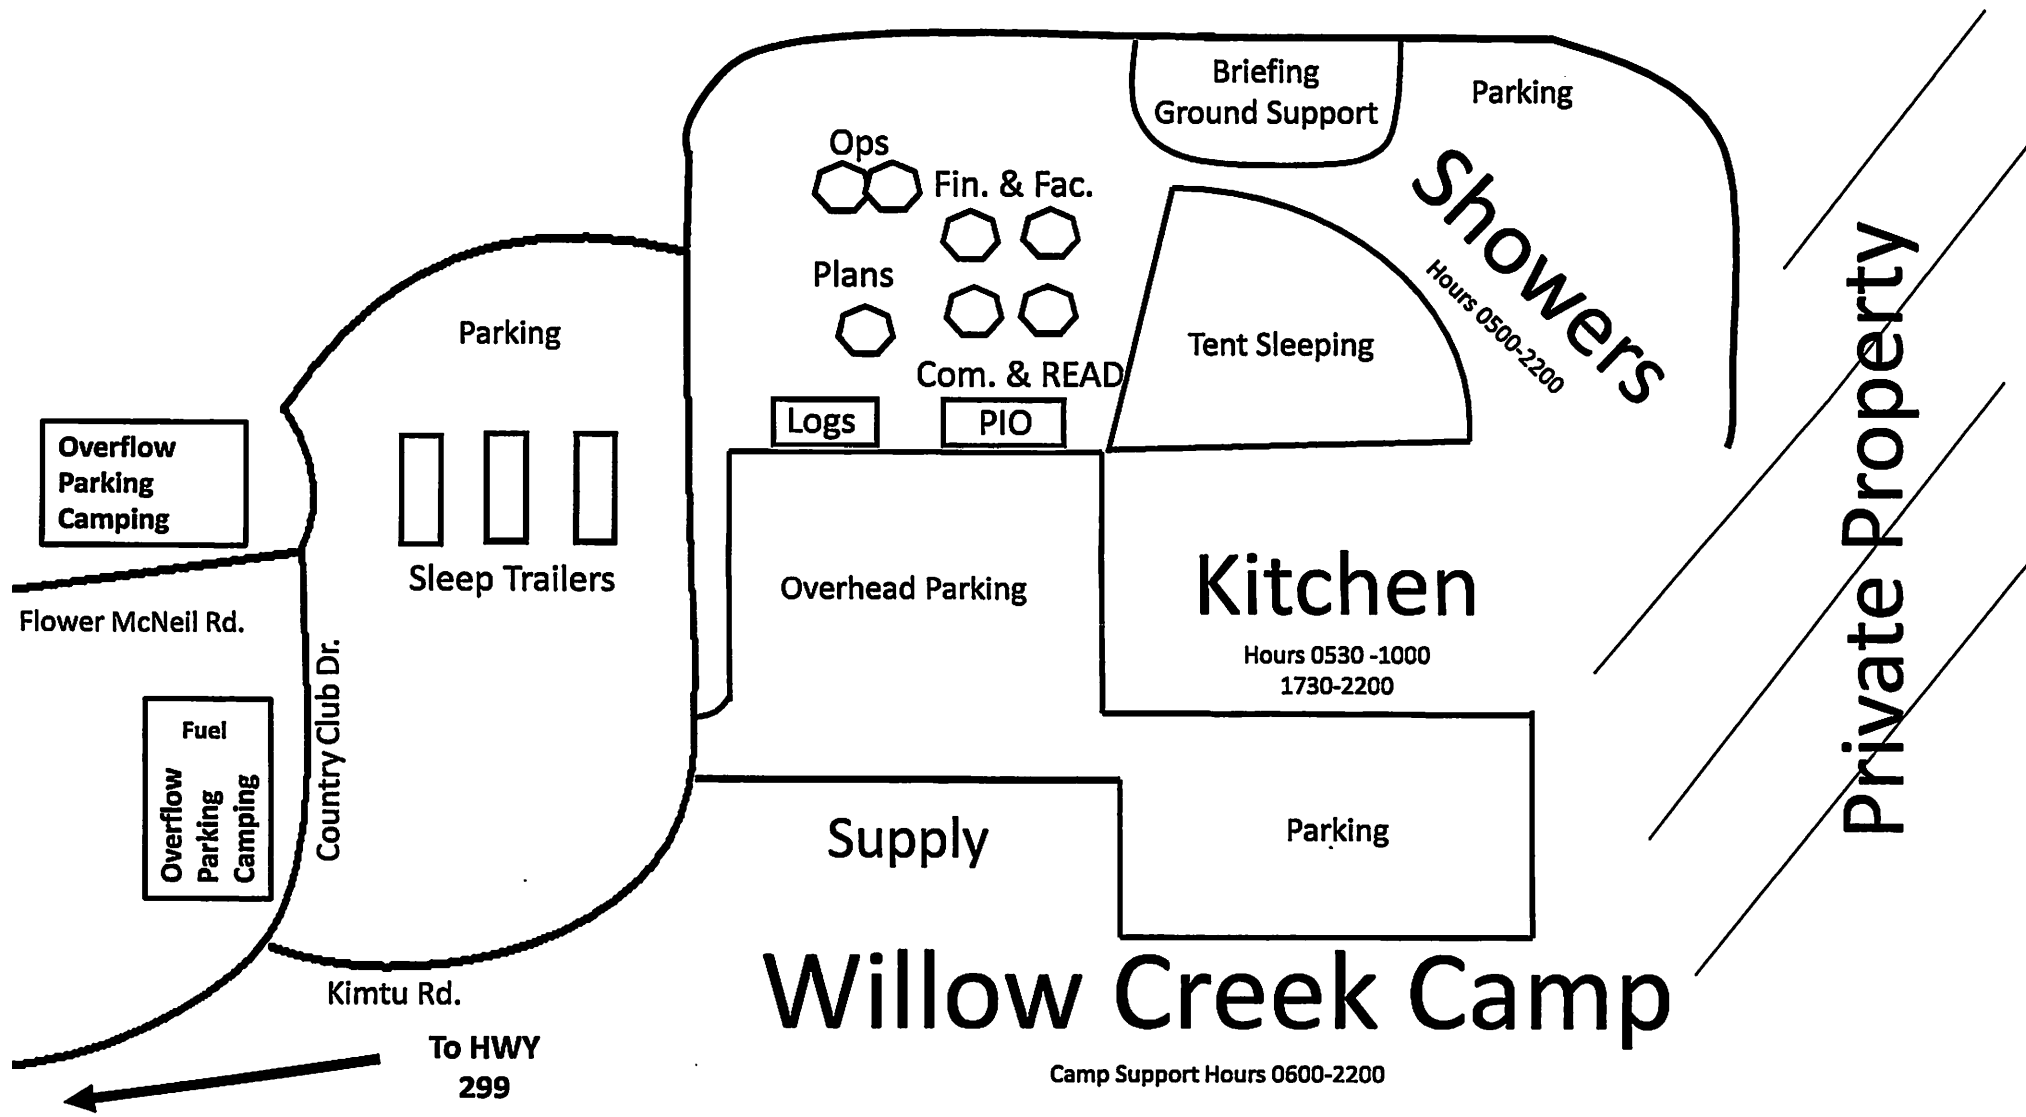 Briefing
Ground Support
Parking
Ops
Fin. & Fac.
Showers
Hours 0500-2200
Plans
Parking
Tent Sleeping
Com. & READ
Logs
PIO
Overflow
Parking
Camping
Sleep Trailers
Overhead Parking
Kitchen
Hours 0530 -1000
1730-2200
Private Property
Flower McNeil Rd.
Country Club Dr.
Fuel
Overflow
Parking
Camping
Supply
Parking
Kimtu Rd.
Willow Creek Camp
To HWY
299
Camp Support Hours 0600-2200